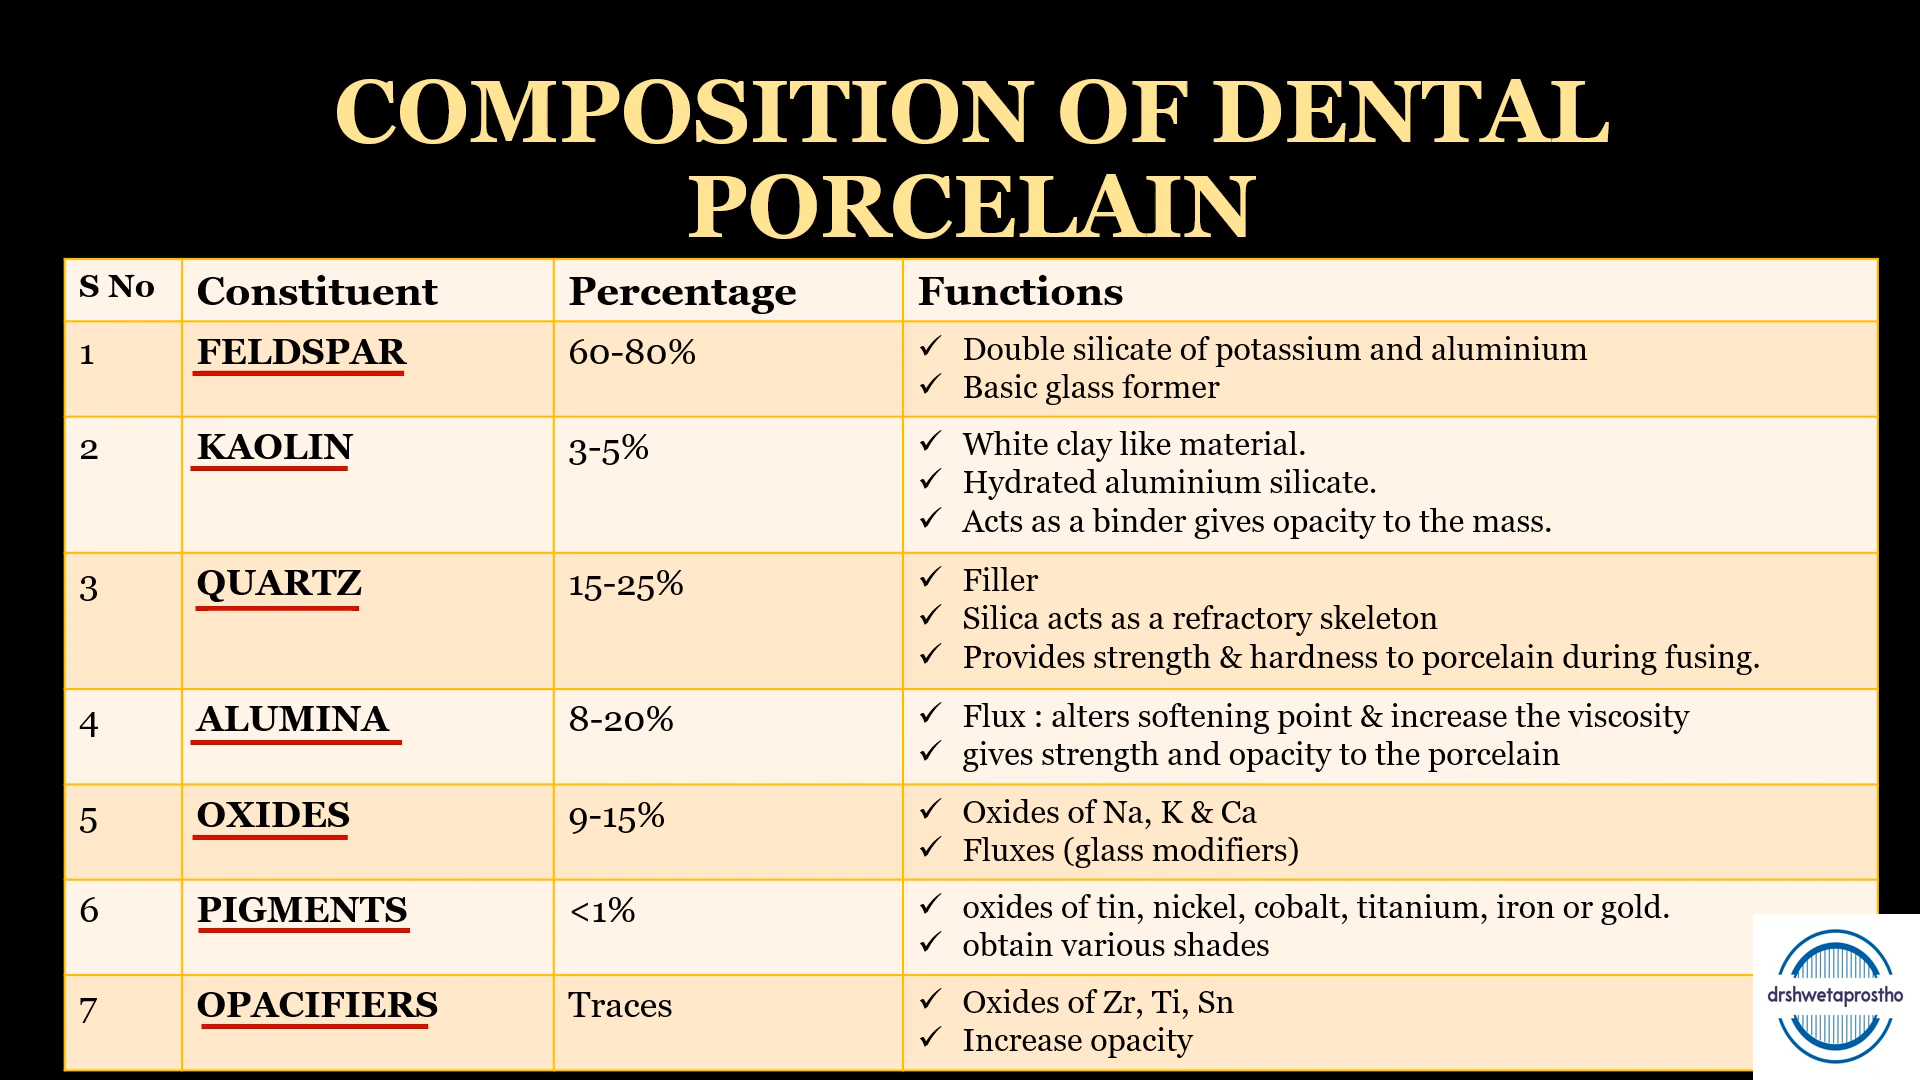 COMPOSITION OF DENTAL
PORCELAIN
S No Constituent Percentage Functions
1 FELDSPAR 60-80% ✓ Double silicate of potassium and aluminium
✓ Basic glass former
2 KAOLIN 3-5% ✓ White clay like material.
✓ Hydrated aluminium silicate.
✓ Acts as a binder gives opacity to the mass.
3 QUARTZ 15-25% ✓ Filler
✓ Silica acts as a refractory skeleton
✓ Provides strength & hardness to porcelain during fusing.
4 ALUMINA 8-20% ✓ Flux : alters softening point & increase the viscosity
✓ gives strength and opacity to the porcelain
5 OXIDES 9-15% ✓ Oxides of Na, K & Ca
✓ Fluxes (glass modifiers)
6 PIGMENTS <1% ✓ oxides of tin, nickel, cobalt, titanium, iron or gold.
✓ obtain various shades
7 OPACIFIERS Traces ✓ Oxides of Zr, Ti, Sn
✓ Increase opacity
drshwetaprostho